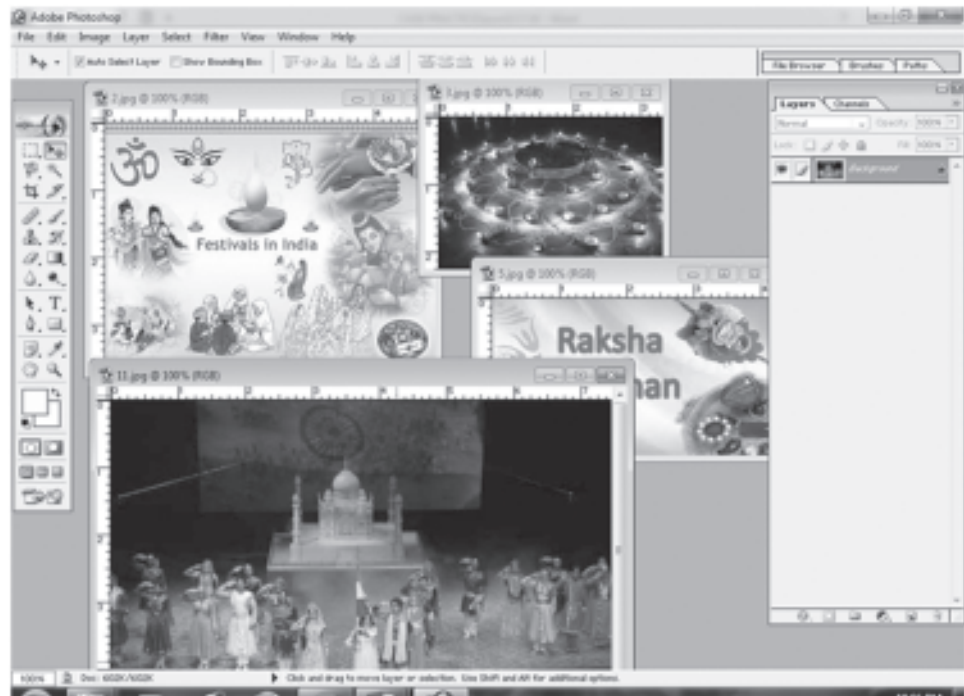 Adobe Photoshop
File Edit Image Layer Select Filter View Window Help
Auto Select Layer Show Bounding Box
File Browser Brushes Paths
2.jpg @ 100% (RGB)
Festivals in India
3.jpg @ 100% (RGB)
5.jpg @ 100% (RGB)
Raksha
han
11.jpg @ 100% (RGB)
Layers Channels
Normal Opacity: 100%
Lock: Fill: 100%
Background
100% Doc: 602K/602K Click and drag to move layer or selection. Use Shift and Alt for additional options.